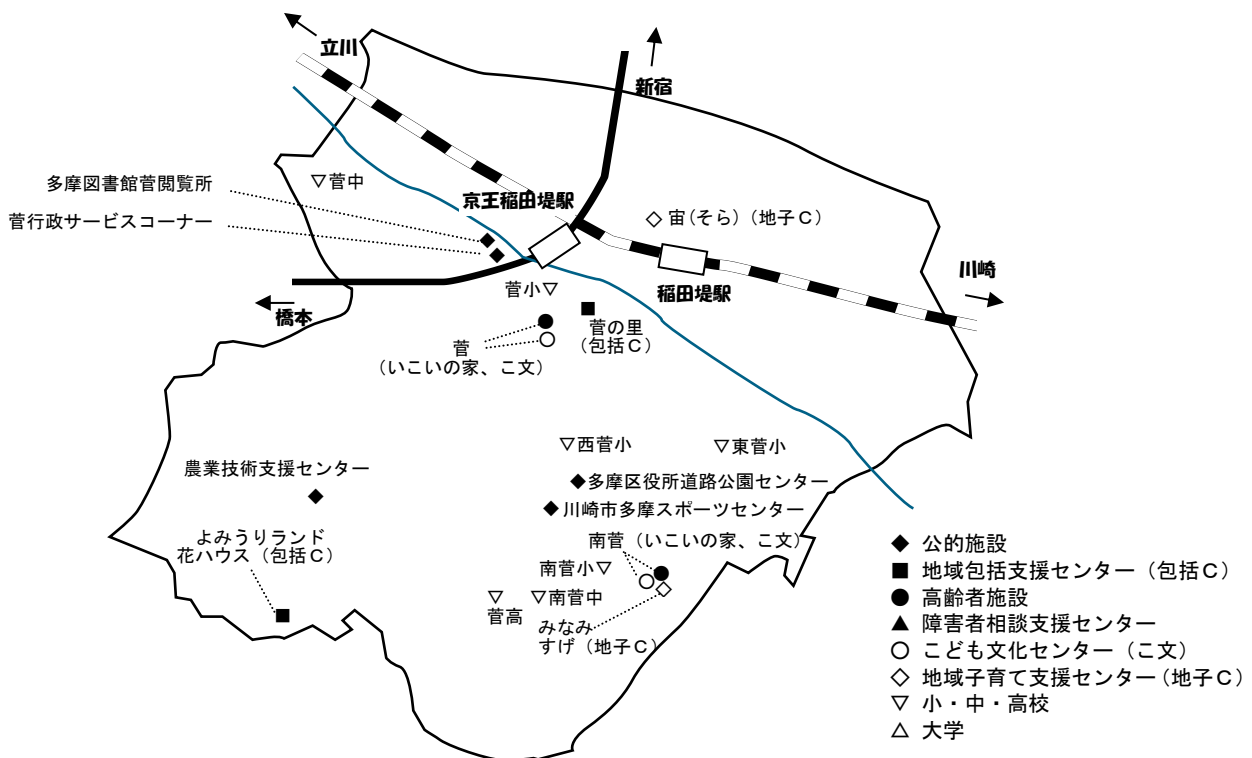 立川
新宿
多摩図書館菅閲覧所
菅行政サービスコーナー
▽菅中
京王稲田堤駅
◇宙(そら)(地子C)
川崎
稲田堤駅
橋本
菅小▽
菅の里
(包括C)
菅
(いこいの家、こ文)
▽西菅小
▽東菅小
農業技術支援センター
◆多摩区役所道路公園センター
◆川崎市多摩スポーツセンター
よみうりランド
花ハウス(包括C)
南菅(いこいの家、こ文)
南菅小▽
▽
菅高
▽南菅中
みなみ
すげ(地子C)
◆ 公的施設
■ 地域包括支援センター(包括C)
● 高齢者施設
▲ 障害者相談支援センター
○ こども文化センター(こ文)
◇ 地域子育て支援センター(地子C)
▽ 小・中・高校
△ 大学